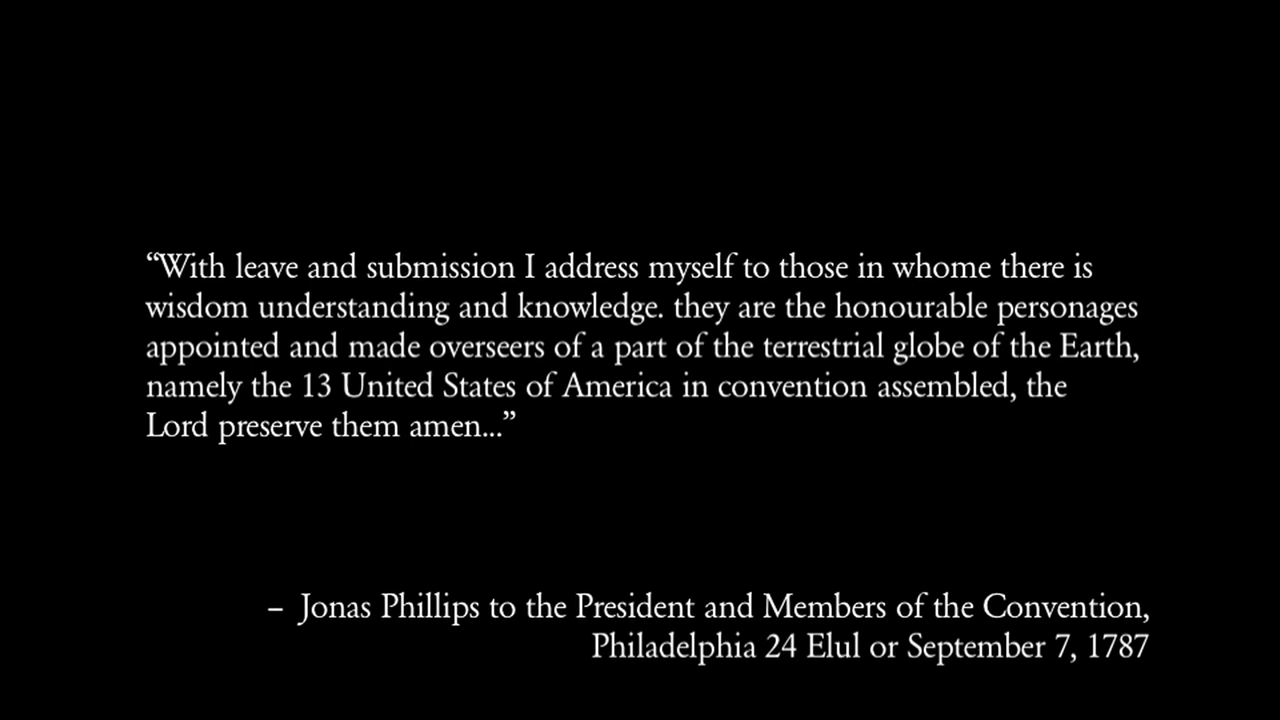 “With leave and submission I address myself to those in whome there is
wisdom understanding and knowledge. they are the honourable personages
appointed and made overseers of a part of the terrestrial globe of the Earth,
namely the 13 United States of America in convention assembled, the
Lord preserve them amen...”
– Jonas Phillips to the President and Members of the Convention,
Philadelphia 24 Elul or September 7, 1787